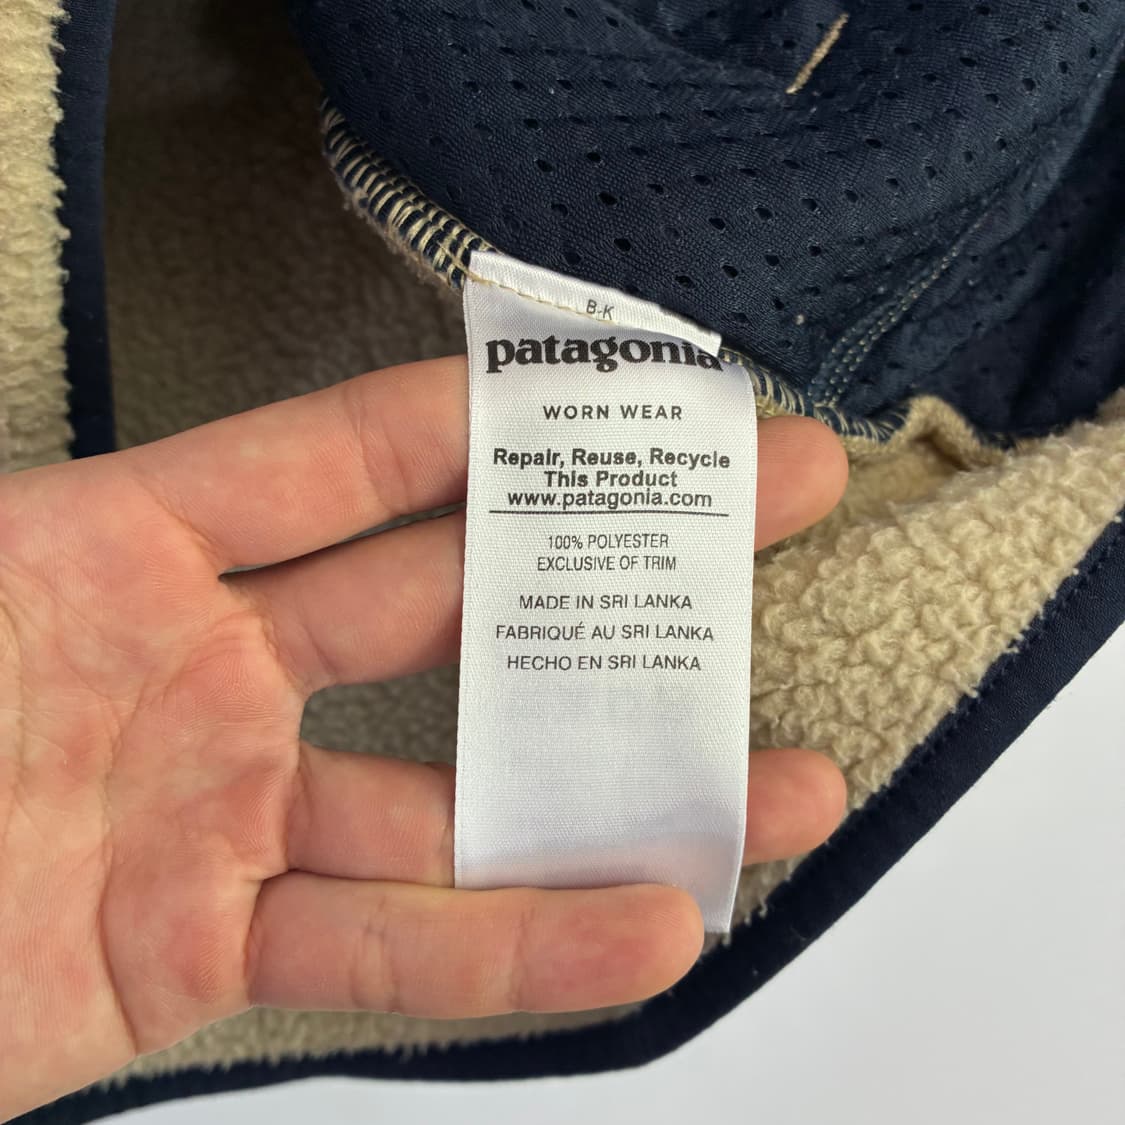 B-K
patagonia
WORN WEAR
Repair, Reuse, Recycle
This Product
www.patagonia.com
100% POLYESTER
EXCLUSIVE OF TRIM
MADE IN SRI LANKA
FABRIQUÉ AU SRI LANKA
HECHO EN SRI LANKA